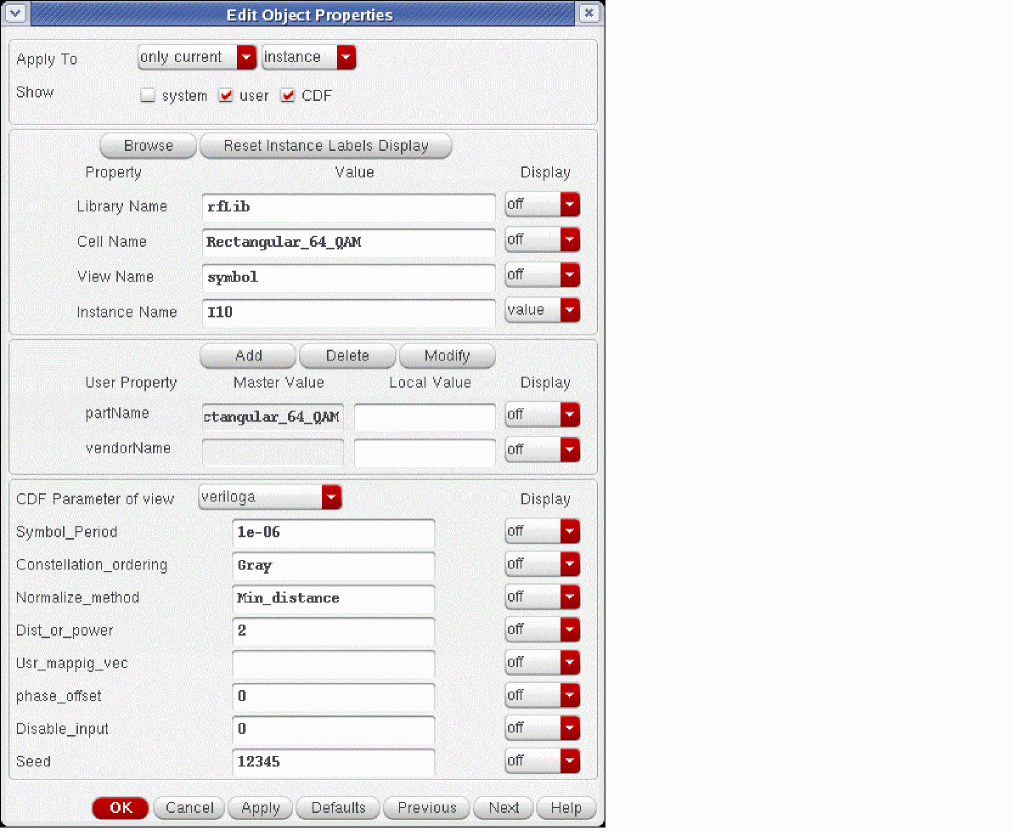 Edit Object Properties
Apply To only current instance
Show system user CDF
Browse Reset Instance Labels Display
Property Value Display
Library Name rfLib off
Cell Name Rectangular_64_QAM off
View Name symbol off
Instance Name I10 value
Add Delete Modify
User Property Master Value Local Value Display
partName ctangular_64_QAM off
vendorName off
CDF Parameter of view veriloga Display
Symbol_Period 1e-06 off
Constellation_ordering Gray off
Normalize_method Min_distance off
Dist_or_power 2 off
Usr_mappig_vec off
phase_offset 0 off
Disable_input 0 off
Seed 12345 off
OK Cancel Apply Defaults Previous Next Help